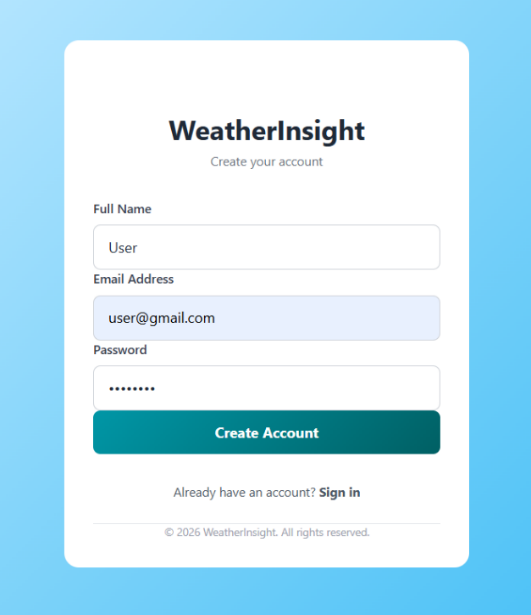 WeatherInsight
Create your account
Full Name
User
Email Address
user@gmail.com
Password
••••••••
Create Account
Already have an account? Sign in
© 2026 WeatherInsight. All rights reserved.